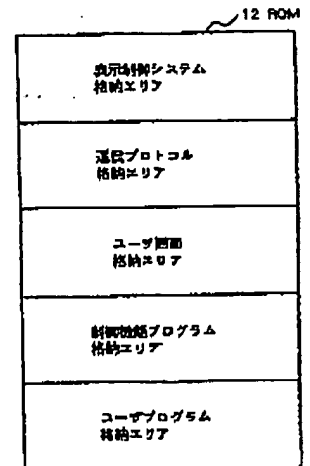 12 ROM
表示制御システム
格納エリア
通信プロトコル
格納エリア
ユーザ画面
格納エリア
制御機能プログラム
格納エリア
ユーザプログラム
格納エリア